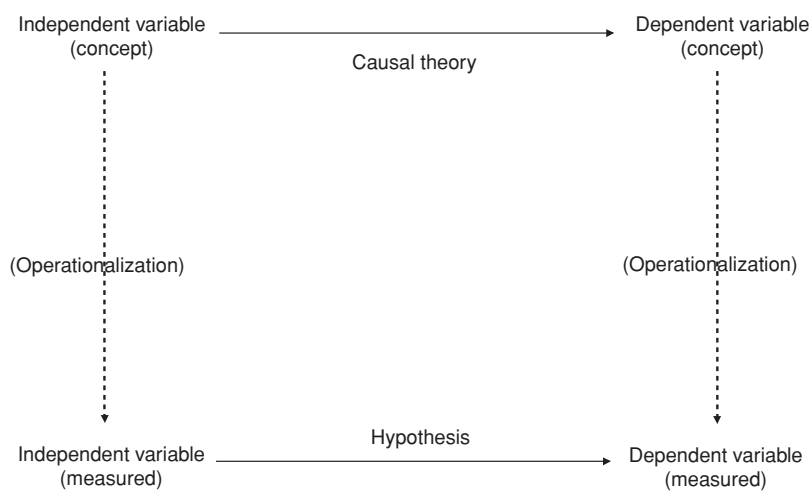 Independent variable
(concept)
Dependent variable
(concept)
Causal theory
(Operationalization)
(Operationalization)
Hypothesis
Independent variable
(measured)
Dependent variable
(measured)